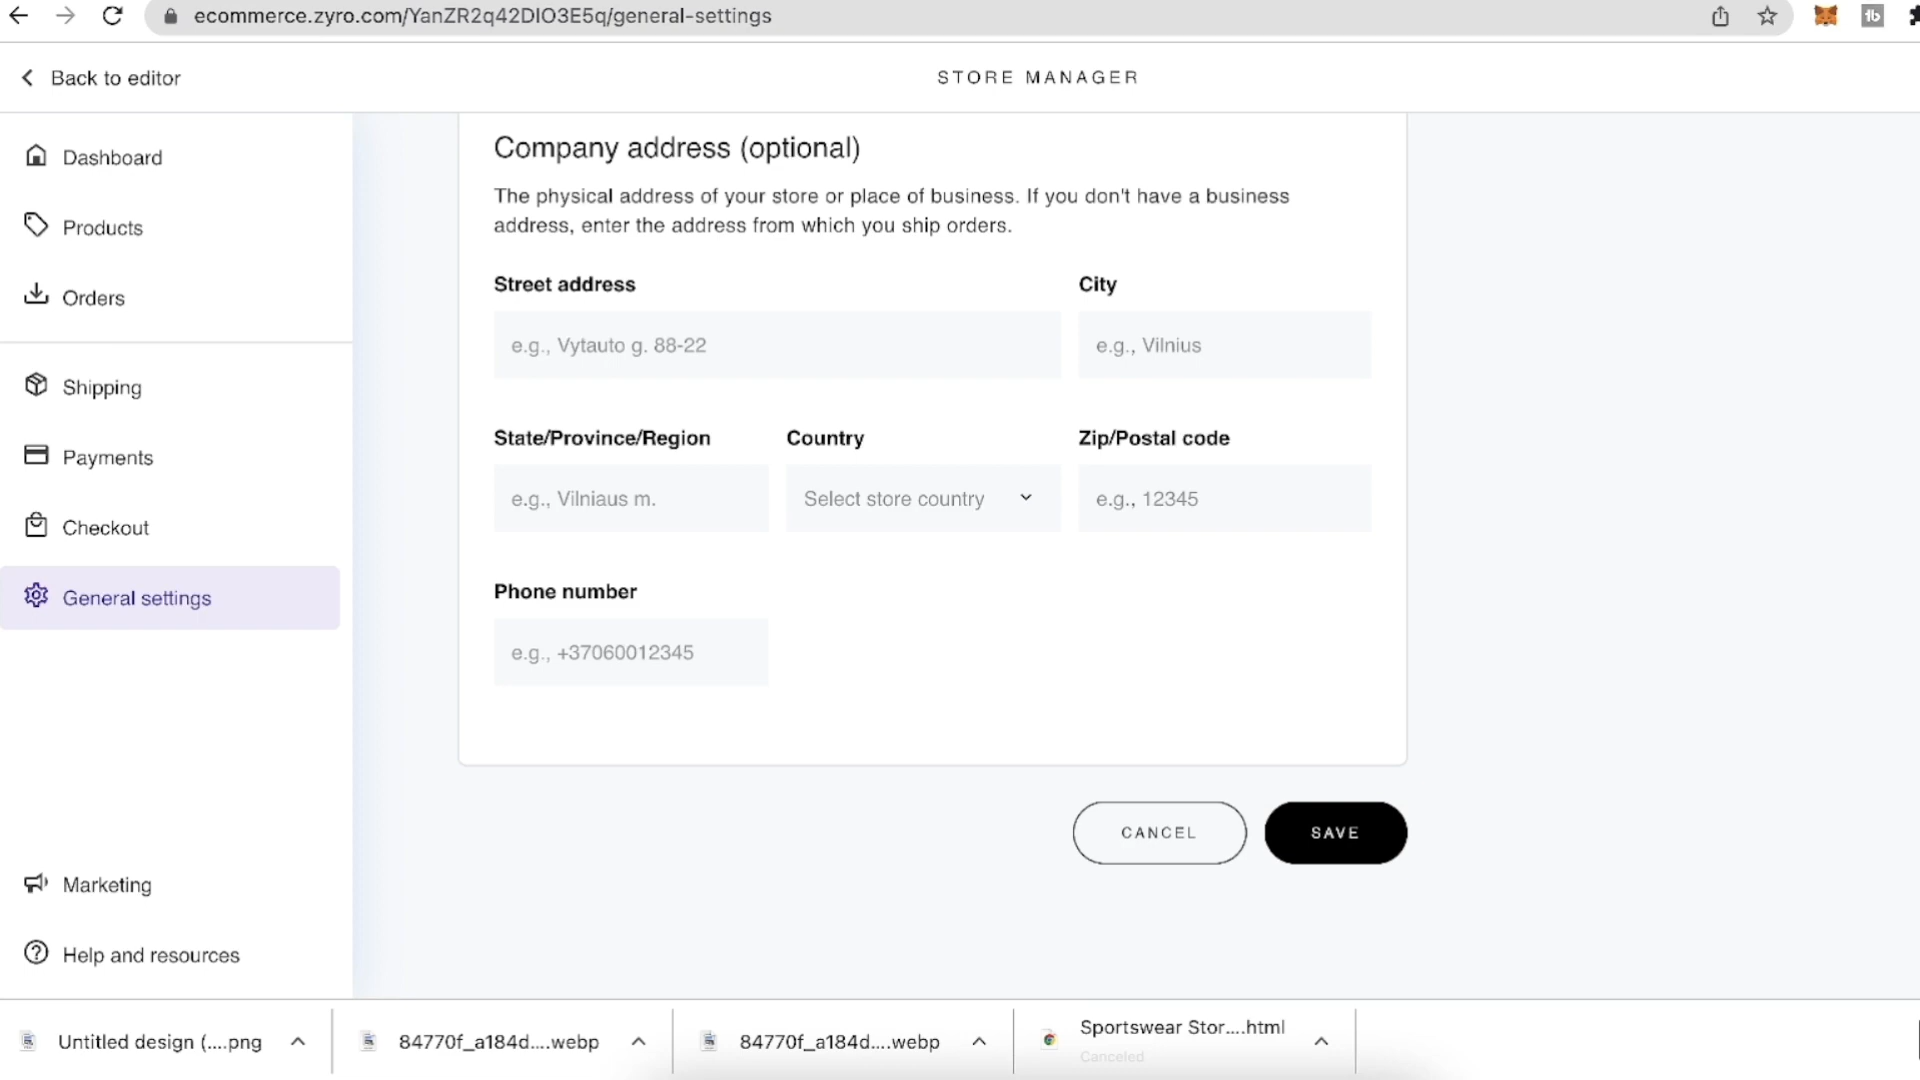 ecommerce.zyro.com/YanZR2q42DIO3E5q/general-settings
Back to editor
STORE MANAGER
Dashboard
Products
Orders
Shipping
Payments
Checkout
General settings
Marketing
Help and resources
Company address (optional)
The physical address of your store or place of business. If you don't have a business
address, enter the address from which you ship orders.
Street address
City
e.g., Vytauto g. 88-22
e.g., Vilnius
State/Province/Region
Country
Zip/Postal code
e.g., Vilniaus m.
Select store country
e.g., 12345
Phone number
e.g., +37060012345
CANCEL
SAVE
Untitled design (....png
84770f_a184d....webp
84770f_a184d....webp
Sportswear Stor....html
Canceled